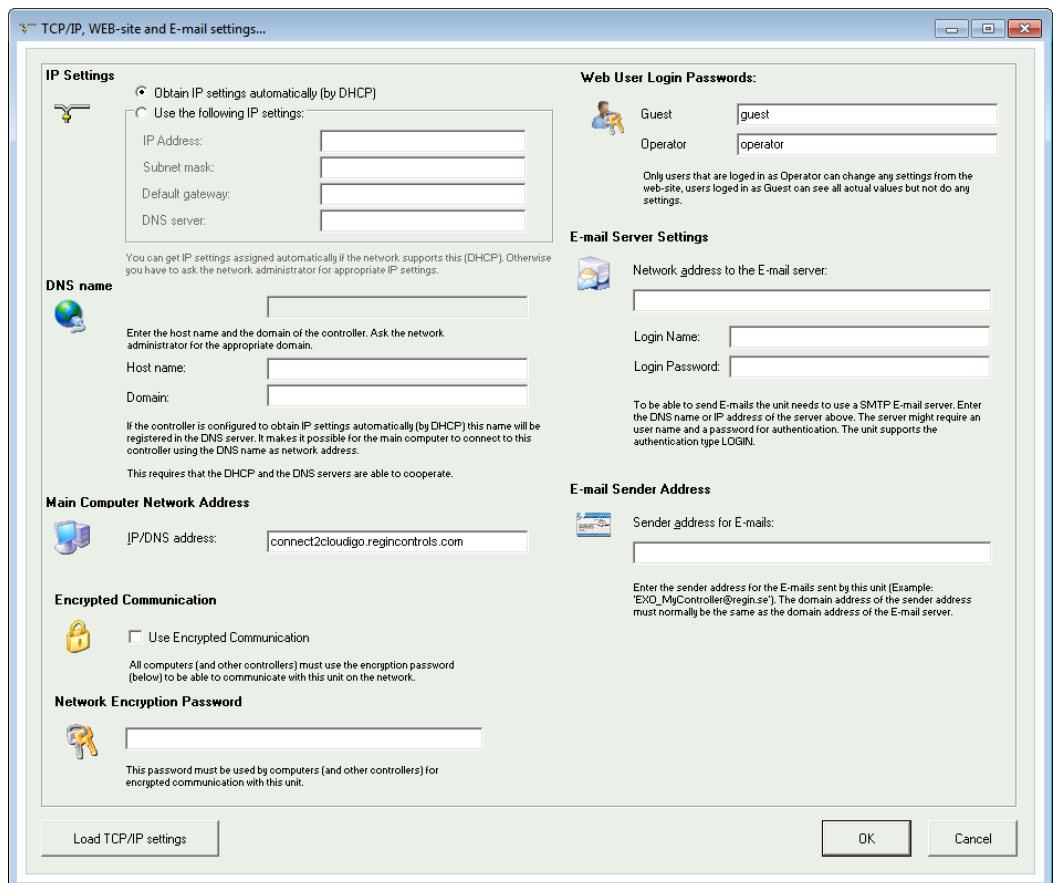 TCP/IP, WEB-site and E-mail settings...
IP Settings
Obtain IP settings automatically (by DHCP)
Use the following IP settings:
IP Address:
Subnet mask:
Default gateway:
DNS server:
You can get IP settings assigned automatically if the network supports this (DHCP). Otherwise
you have to ask the network administrator for appropriate IP settings.
DNS name
Enter the host name and the domain of the controller. Ask the network
administrator for the appropriate domain.
Host name:
Domain:
If the controller is configured to obtain IP settings automatically (by DHCP) this name will be
registered in the DNS server. It makes it possible for the main computer to connect to this
controller using the DNS name as network address.
This requires that the DHCP and the DNS servers are able to cooperate.
Main Computer Network Address
IP/DNS address:
connect2cloudigo.regincontrols.com
Encrypted Communication
Use Encrypted Communication
All computers (and other controllers) must use the encryption password
(below) to be able to communicate with this unit on the network.
Network Encryption Password
This password must be used by computers (and other controllers) for
encrypted communication with this unit.
Web User Login Passwords:
Guest
guest
Operator
operator
Only users that are loged in as Operator can change any settings from the
web-site, users loged in as Guest can see all actual values but not do any
settings.
E-mail Server Settings
Network address to the E-mail server:
Login Name:
Login Password:
To be able to send E-mails the unit needs to use a SMTP E-mail server. Enter
the DNS name or IP address of the server above. The server might require an
user name and a password for authentication. The unit supports the
authentication type LOGIN.
E-mail Sender Address
Sender address for E-mails:
Enter the sender address for the E-mails sent by this unit (Example:
'EXO_MyController@regin.se'). The domain address of the sender address
must normally be the same as the domain address of the E-mail server.
Load TCP/IP settings
OK
Cancel